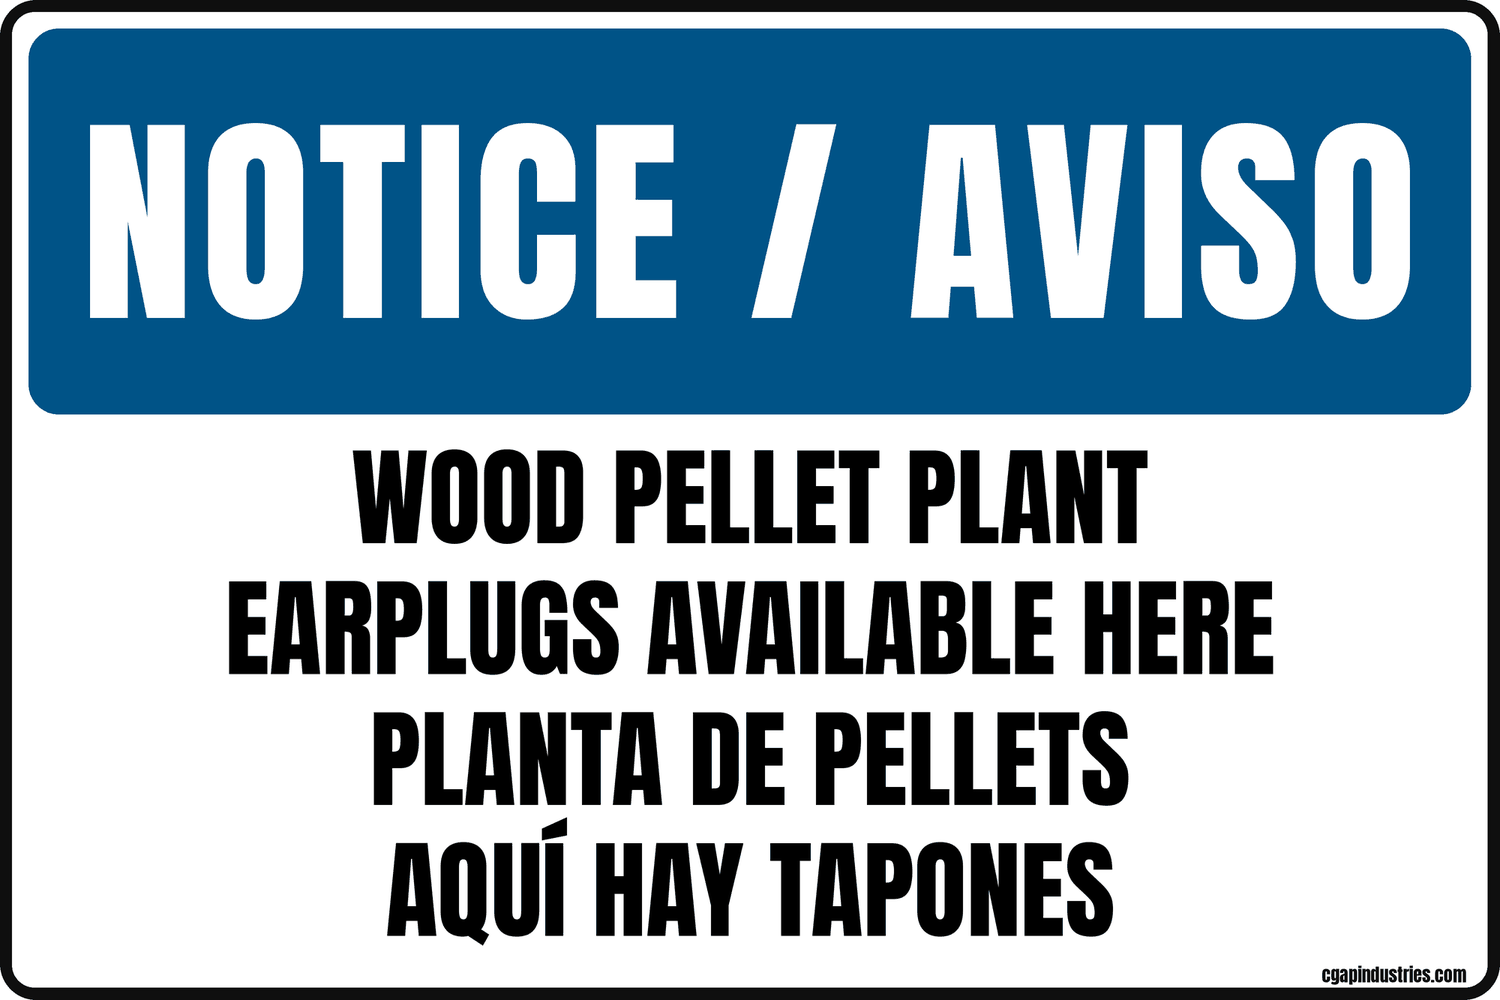 NOTICE / AVISO
WOOD PELLET PLANT
EARPLUGS AVAILABLE HERE
PLANTA DE PELLETS
AQUÍ HAY TAPONES
cgapindustries.com